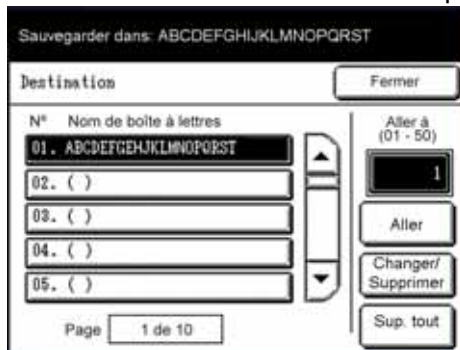 Sauvegarder dans: ABCDEFGHIJKLMNOPQRST
Destination
Fermer
N° Nom de boîte à lettres
01. ABCDEFGEHJKLMNOPQRST
02. ( )
03. ( )
04. ( )
05. ( )
Page 1 de 10
Aller à
(01 - 50)
1
Aller
Changer/
Supprimer
Sup. tout